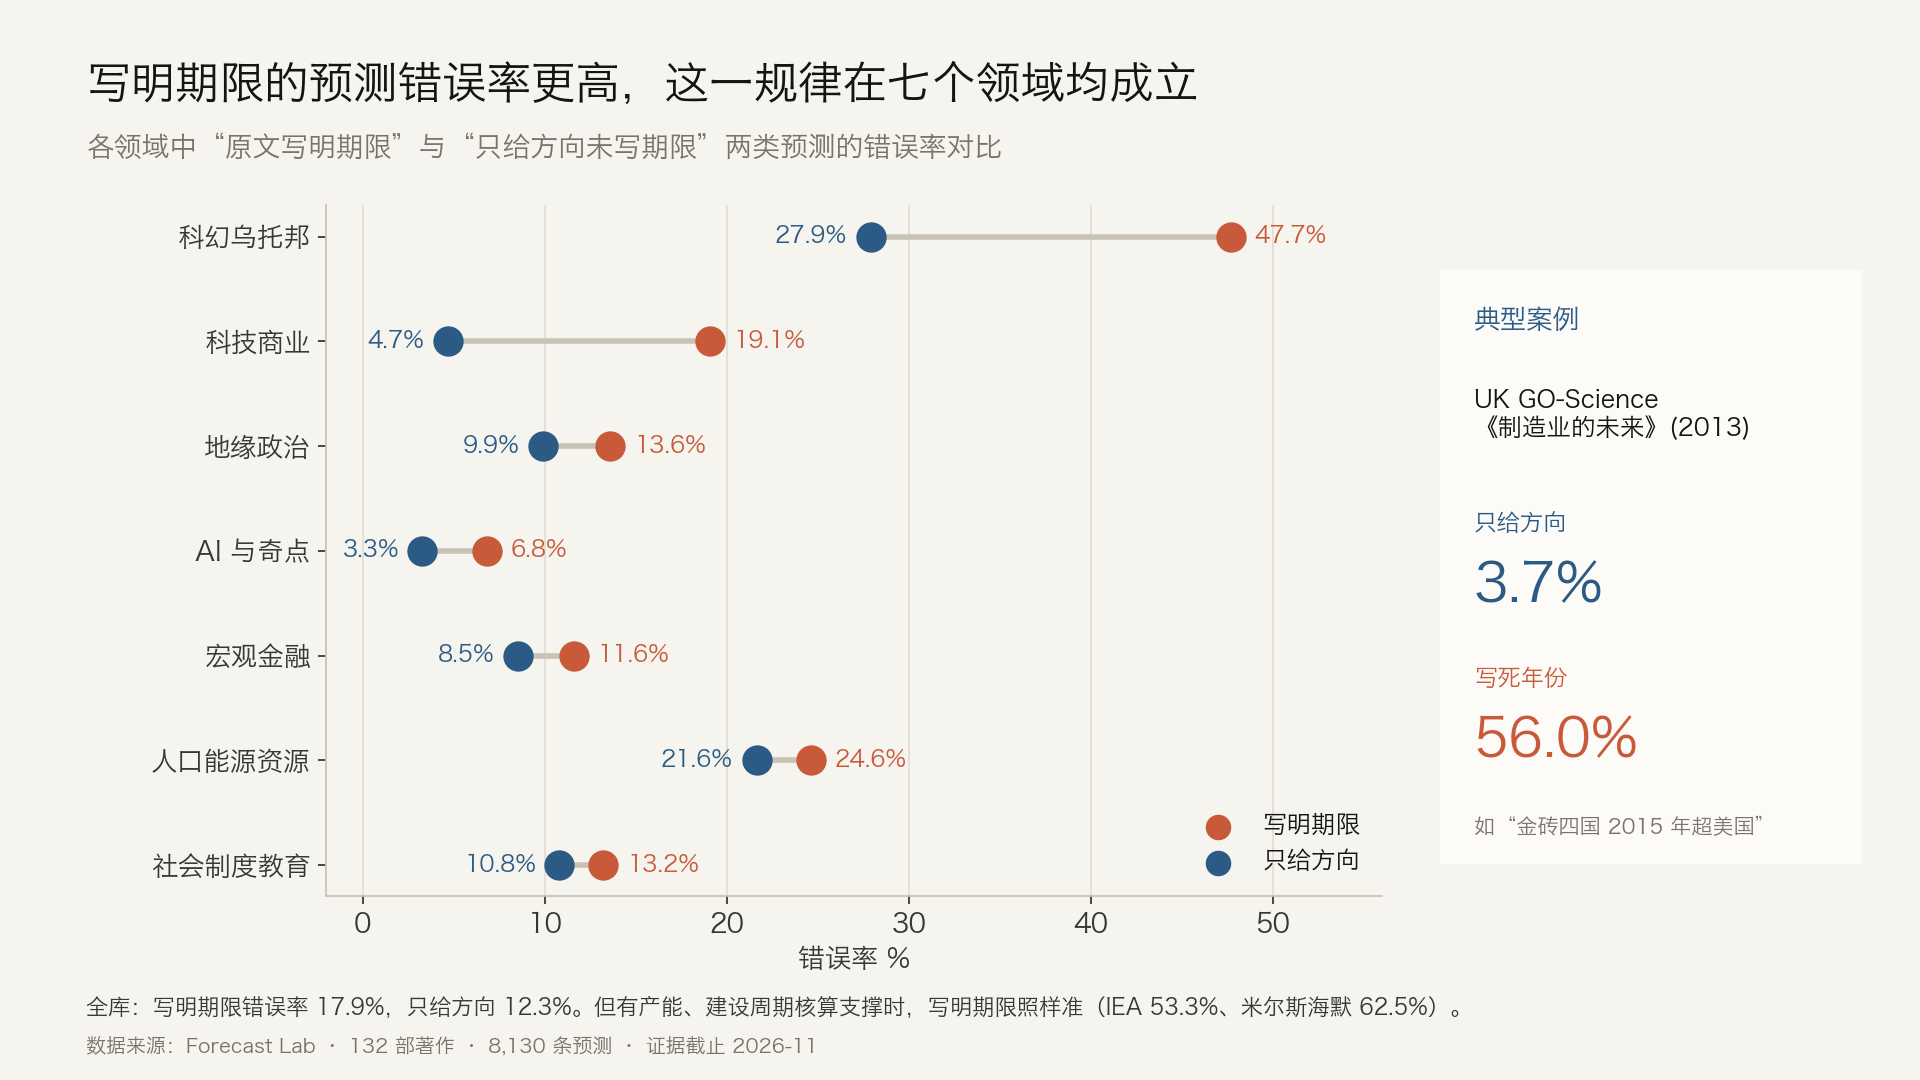 写明期限的预测错误率更高，这一规律在七个领域均成立
各领域中“原文写明期限”与“只给方向未写期限”两类预测的错误率对比
科幻乌托邦
27.9%
47.7%
科技商业
4.7%
19.1%
地缘政治
9.9%
13.6%
AI 与奇点
3.3%
6.8%
宏观金融
8.5%
11.6%
人口能源资源
21.6%
24.6%
社会制度教育
10.8%
13.2%
写明期限
只给方向
0 10 20 30 40 50
错误率 %
典型案例
UK GO-Science
《制造业的未来》(2013)
只给方向
3.7%
写死年份
56.0%
如“金砖四国 2015 年超美国”
全库：写明期限错误率 17.9%，只给方向 12.3%。但有产能、建设周期核算支撑时，写明期限照样准（IEA 53.3%、米尔斯海默 62.5%）。
数据来源：Forecast Lab · 132 部著作 · 8,130 条预测 · 证据截止 2026-11